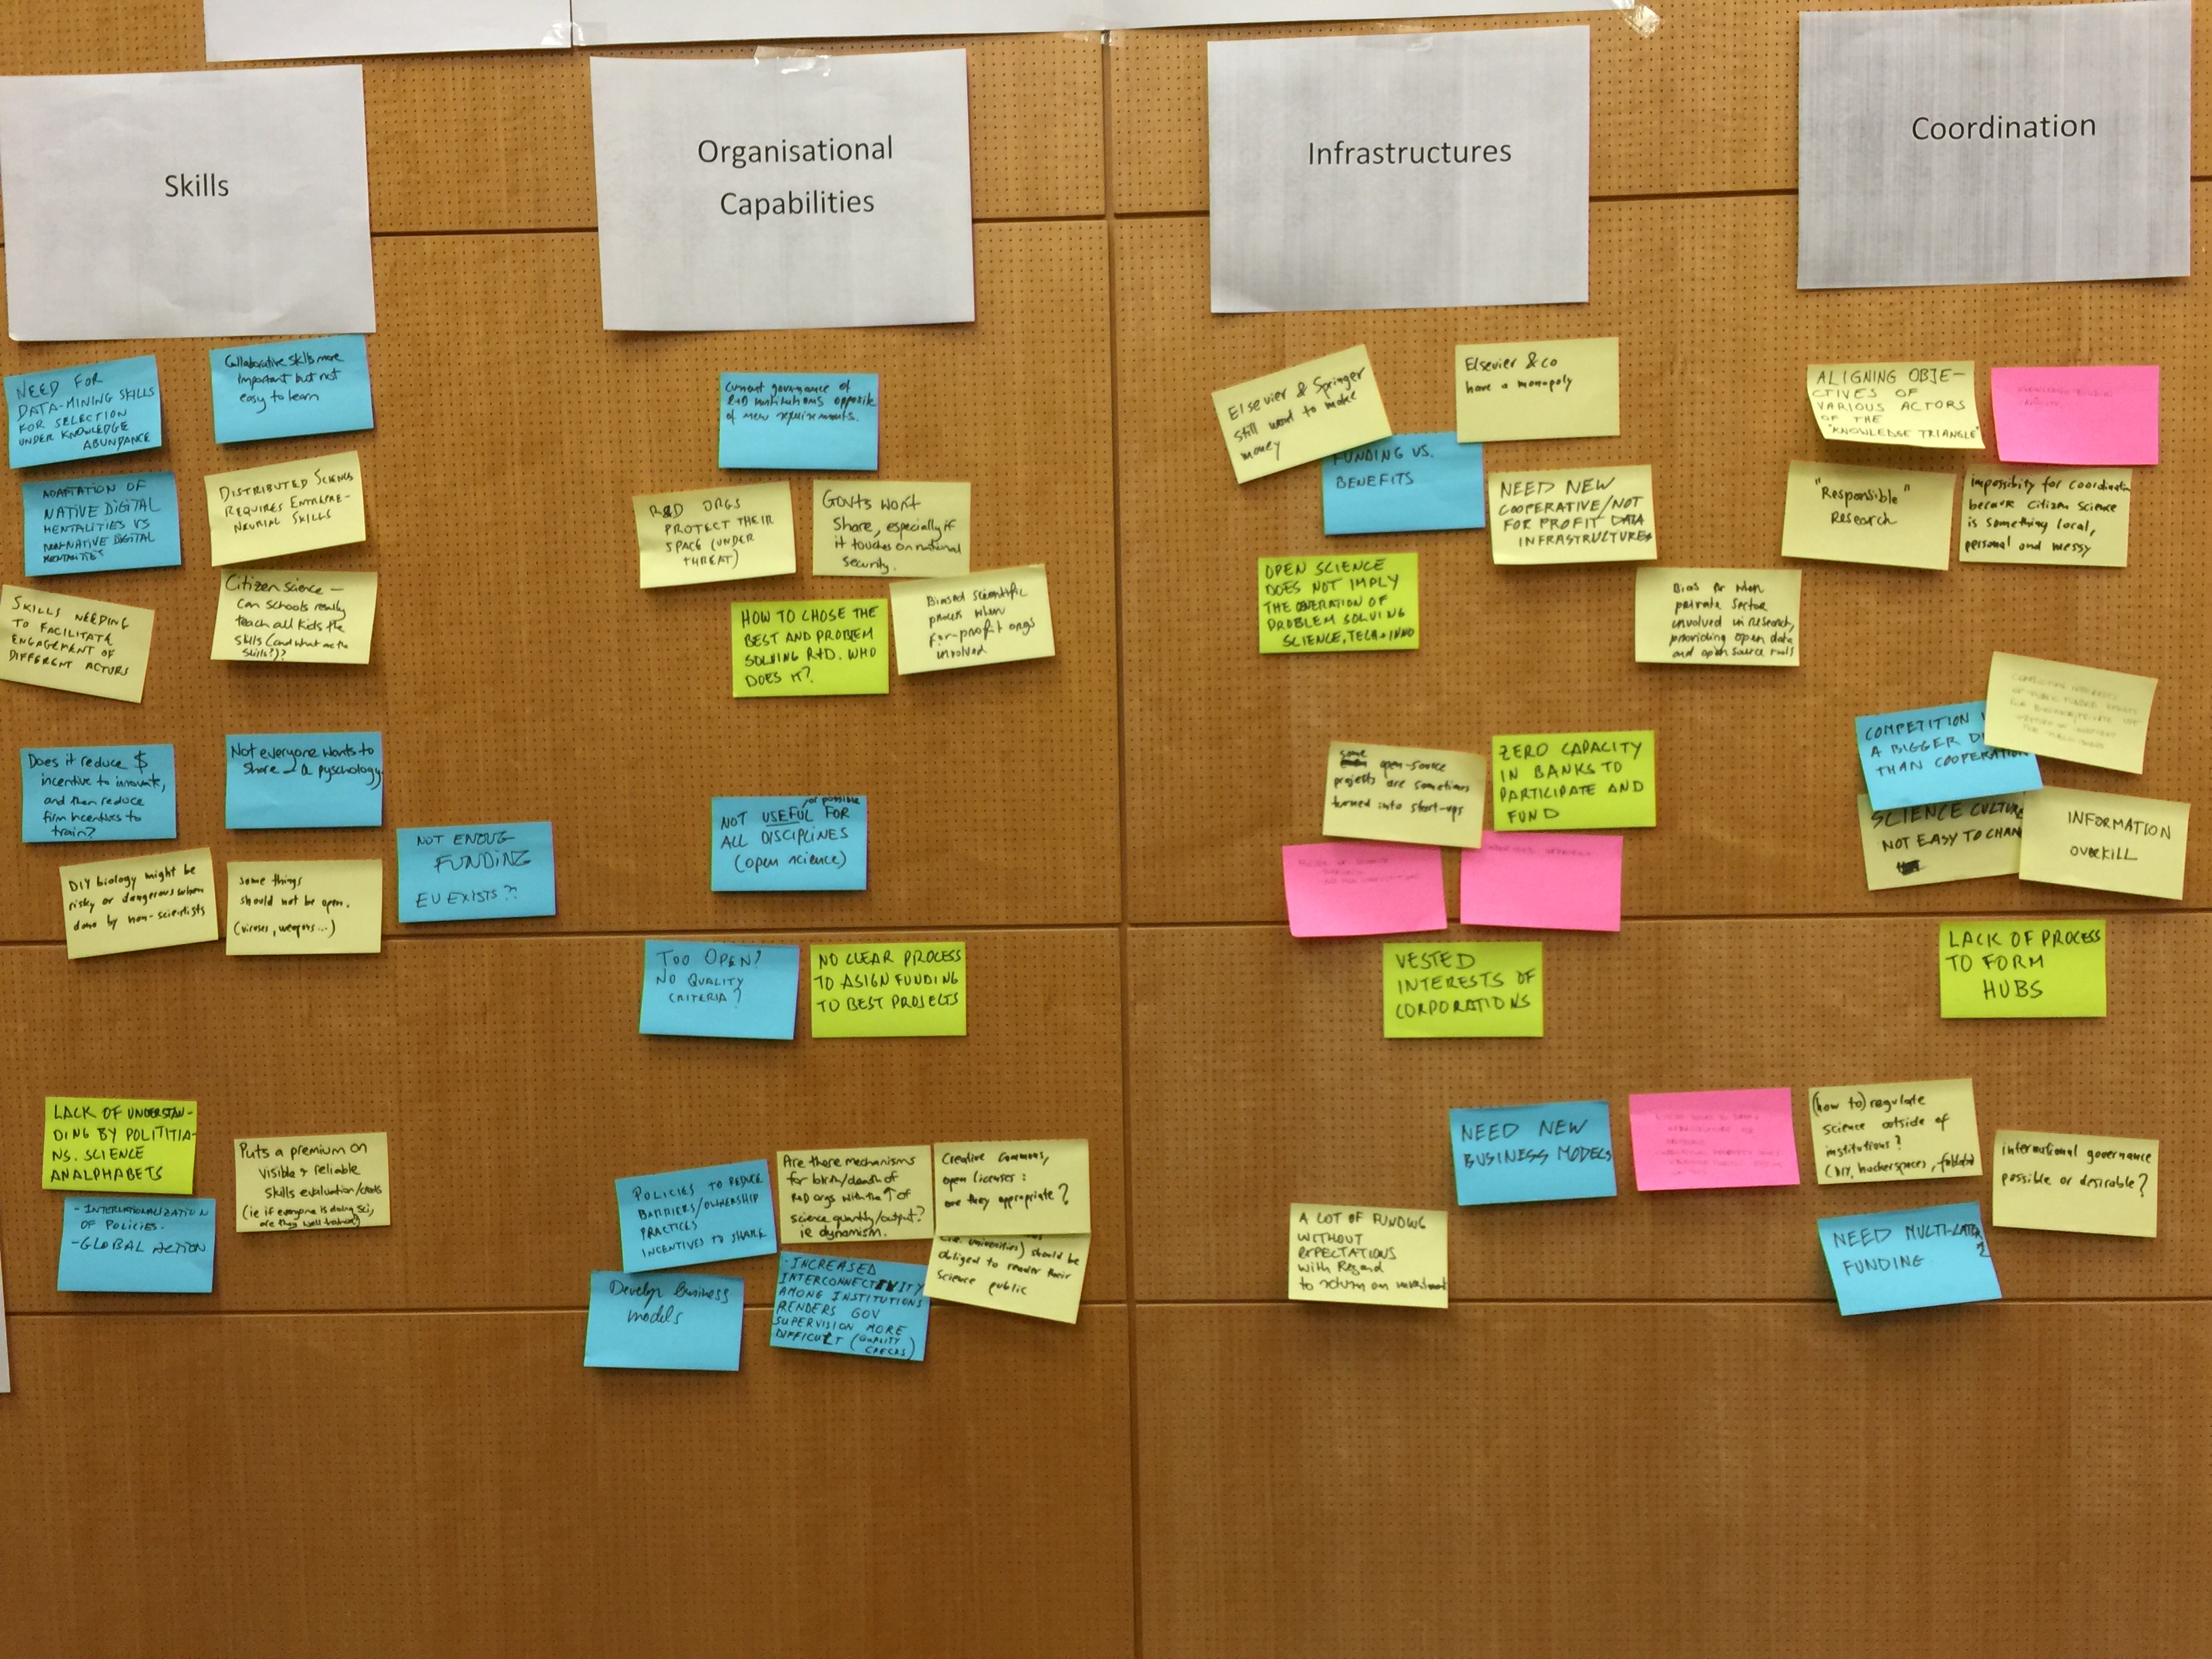 Skills
NEED FOR
DATA-MINING SKILLS
FOR SELECTION
UNDER KNOWLEDGE
ABUNDANCE
Collaborative skills more
important but not
easy to learn
ADAPTATION OF
NATIVE DIGITAL
MENTALITIES VS
NON-NATIVE DIGITAL
MENTALITIES
DISTRIBUTED SCIENCE
REQUIRES ENTREPRE-
NEURIAL SKILLS
SKILLS NEEDING
TO FACILITATE
ENGAGEMENT OF
DIFFERENT ACTORS
Citizen science —
Can schools really
teach all kids the
skills (and what are the
skills?)?
Does it reduce $
incentive to innovate,
and then reduce
firm incentives to
train?
Not everyone wants to
share – a pyschology
NOT ENOUG
FUNDING
EU EXISTS??
DIY biology might be
risky or dangerous when
done by non-scientists
some things
should not be open.
(viruses, weapons...)
LACK OF UNDERSTAN-
DING BY POLITITIA-
NS. SCIENCE
ANALPHABETS
Puts a premium on
visible & reliable
skills evaluation/
(ie if everyone is doing sci,
are they well trained)
- INTERNATIONALIZATION
OF POLICIES.
- GLOBAL ACTION
Organisational
Capabilities
Current governance of
R&D institutions opposite
of new requirements.
R&D ORGS
PROTECT THEIR
SPACE (UNDER
THREAT)
Govts won't
Share, especially if
it touches on national
security.
HOW TO CHOSE THE
BEST AND PROBLEM
SOLVING R+D. WHO
DOES IT?
Biased scientific
process when
for-profit orgs
involved
or possible
NOT USEFUL FOR
ALL DISCIPLINES
(open science)
TOO OPEN?
NO QUALITY
CRITERIA?
NO CLEAR PROCESS
TO ASIGN FUNDING
TO BEST PROJECTS
POLICIES TO REDUCE
BARRIERS/OWNERSHIP
PRACTICES
INCENTIVES TO SHARE
Are there mechanisms
for birth/death of
R&D orgs with the ↑ of
science quantity/output?
ie dynamism.
Creative Commons,
open licenses:
are they appropriate?
(i.e. universities) should be
obliged to render their
science public
Develop business
models
- INCREASED
INTERCONNECTIVITY
AMONG INSTITUTIONS
RENDERS GOV
SUPERVISION MORE
DIFFICULT (QUALITY
CHECKS)
Infrastructures
Elsevier & Springer
still want to make
money
Elsevier & co
have a monopoly
FUNDING VS.
BENEFITS
NEED NEW
COOPERATIVE/NOT
FOR PROFIT DATA
INFRASTRUCTURES
OPEN SCIENCE
DOES NOT IMPLY
THE GENERATION OF
PROBLEM SOLVING
SCIENCE, TECH + INNO
Bias for when
private sector
involved in research,
providing open data
and open source tools
some
open-source
projects are sometimes
turned into start-ups
ZERO CAPACITY
IN BANKS TO
PARTICIPATE AND
FUND
VESTED
INTERESTS OF
CORPORATIONS
NEED NEW
BUSINESS MODELS
A LOT OF FUNDING
WITHOUT
EXPECTATIONS
with Regard
to return on investment
Coordination
ALIGNING OBJE-
CTIVES OF
VARIOUS ACTORS
OF THE
"KNOWLEDGE TRIANGLE"
"Responsible"
Research
impossibity for coordination
because Citizen Science
is something local,
personal and messy
COMPETITION
A BIGGER
THAN COOPERATION
SCIENCE CULTURE
NOT EASY TO CHAN
INFORMATION
OVERKILL
LACK OF PROCESS
TO FORM
HUBS
(how to) regulate
science outside of
institutions?
(DIY, hackerspaces,
international governance
possible or desirable?
NEED MULTI-LATERAL
FUNDING